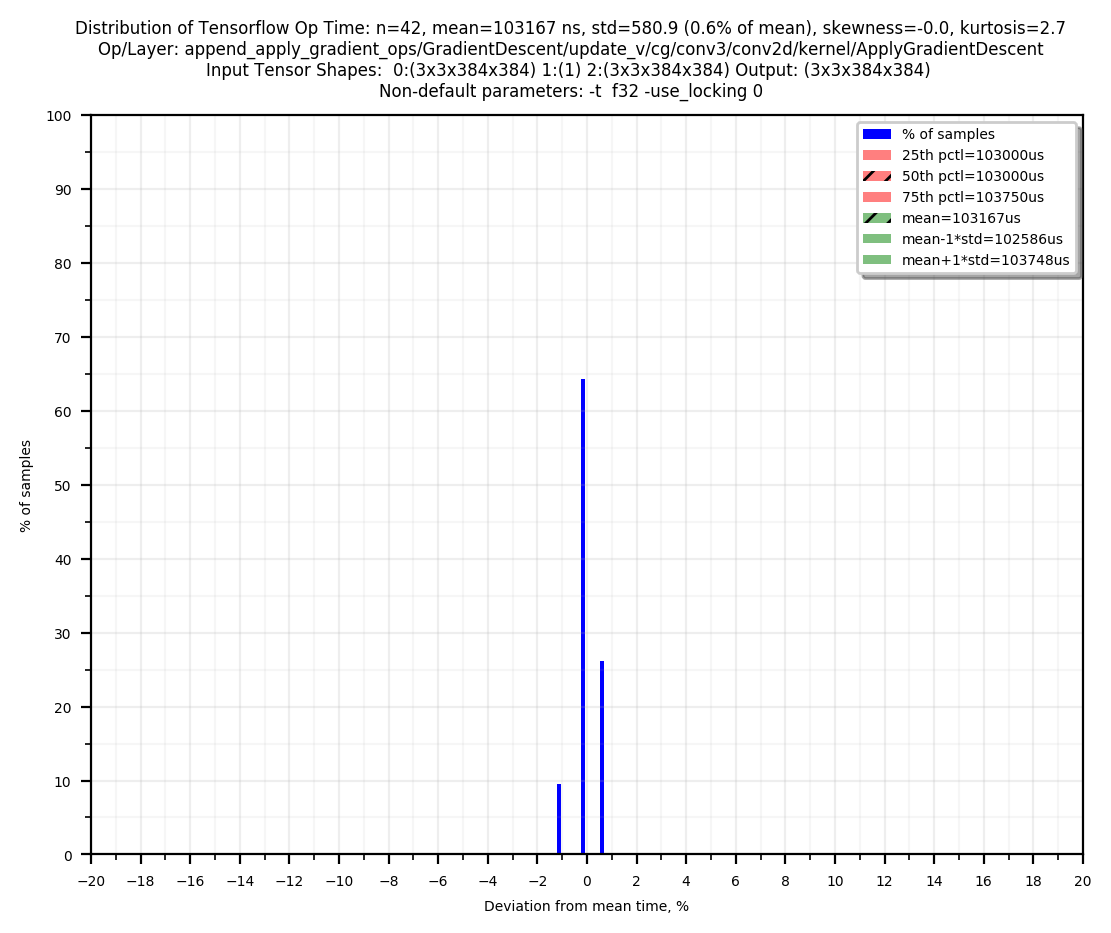 Distribution of Tensorflow Op Time: n=42, mean=103167 ns, std=580.9 (0.6% of mean), skewness=-0.0, kurtosis=2.7
Op/Layer: append_apply_gradient_ops/GradientDescent/update_v/cg/conv3/conv2d/kernel/ApplyGradientDescent
Input Tensor Shapes:  0:(3x3x384x384) 1:(1) 2:(3x3x384x384) Output: (3x3x384x384)
Non-default parameters: -t  f32 -use_locking 0
% of samples
25th pctl=103000us
50th pctl=103000us
75th pctl=103750us
mean=103167us
mean-1*std=102586us
mean+1*std=103748us
100
90
80
70
60
50
40
30
20
10
0
% of samples
−20 −18 −16 −14 −12 −10 −8 −6 −4 −2 0 2 4 6 8 10 12 14 16 18 20
Deviation from mean time, %